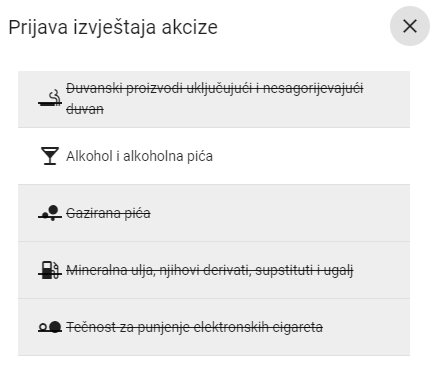 Prijava izvještaja akcize
Duvanski proizvodi uključujući i nesagorijevajući
duvan
Alkohol i alkoholna pića
Gazirana pića
Mineralna ulja, njihovi derivati, supstituti i ugalj
Tečnost za punjenje elektronskih cigareta